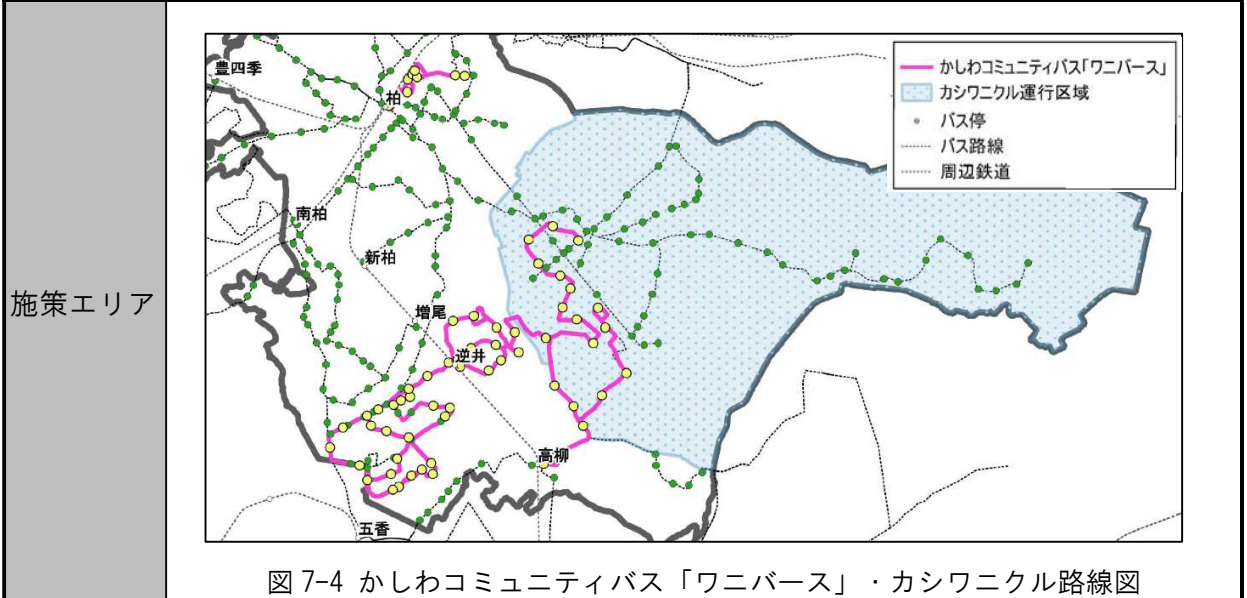 施策エリア
豊四季
柏
南柏
新柏
増尾
逆井
高柳
五香
かしわコミュニティバス「ワニバース」
カシワニクル運行区域
バス停
バス路線
周辺鉄道
図 7-4 かしわコミュニティバス「ワニバース」・カシワニクル路線図